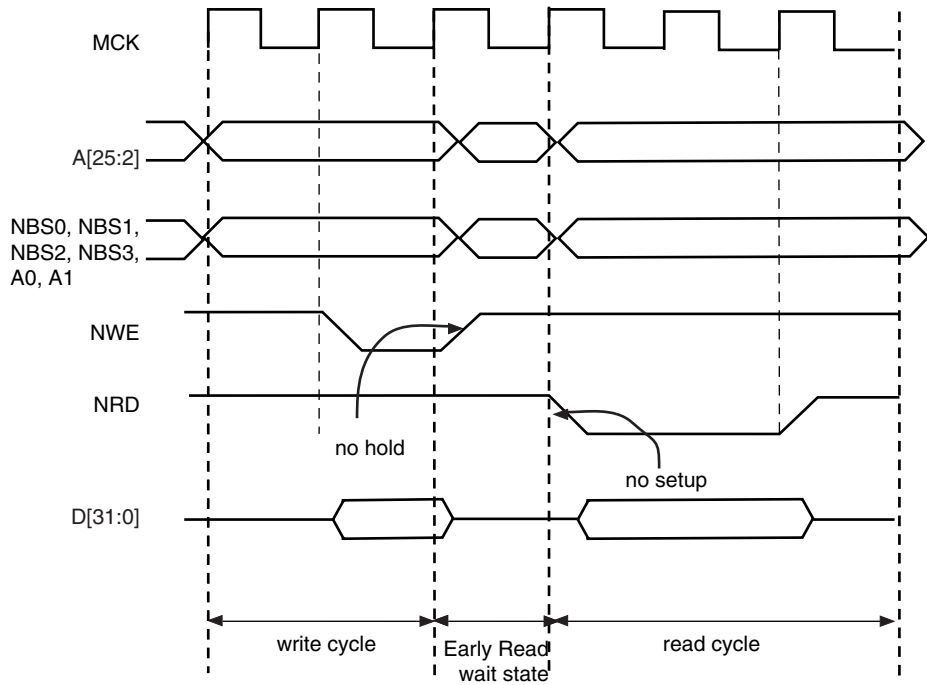 MCK
A[25:2]
NBS0, NBS1,
NBS2, NBS3,
A0, A1
NWE
NRD
no hold
no setup
D[31:0]
write cycle
Early Read
wait state
read cycle